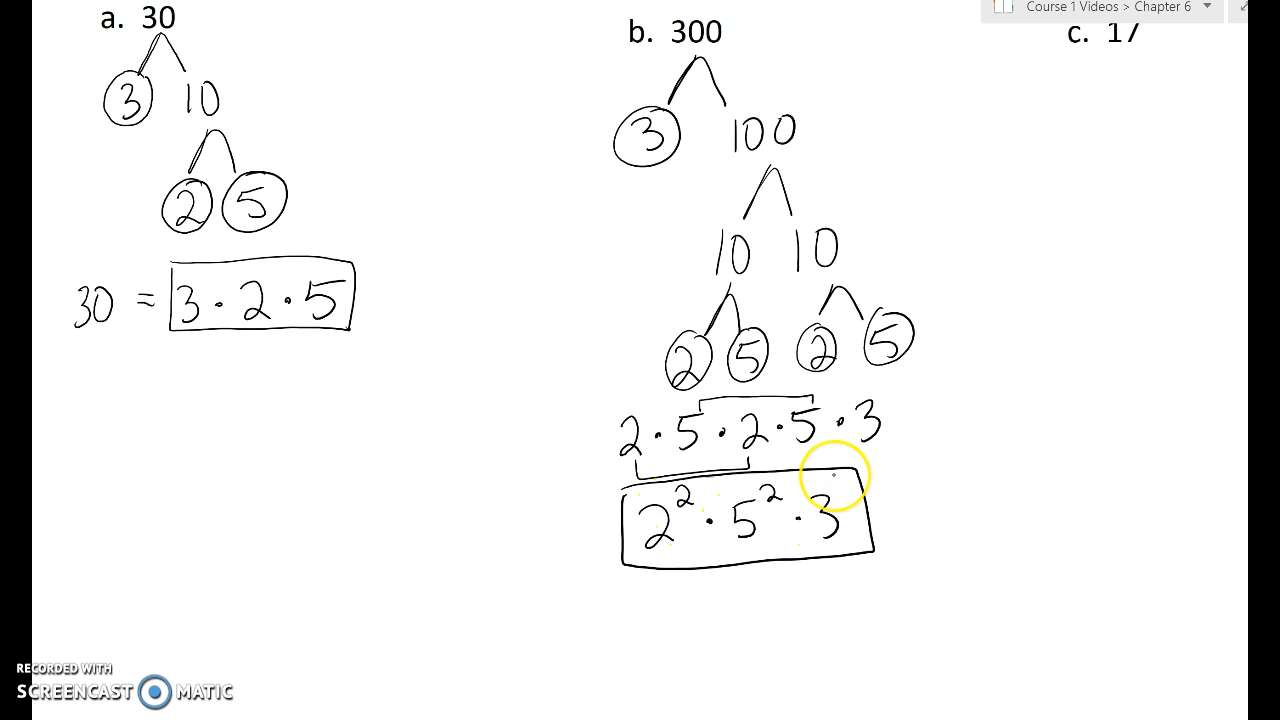 Course 1 Videos > Chapter 6
a. 30
3 10
2 5
30 = 3 · 2 · 5
b. 300
3 100
10 10
2 5 2 5
2 · 5 · 2 · 5 · 3
2² · 5² · 3
c. 17
RECORDED WITH
SCREENCAST MATIC